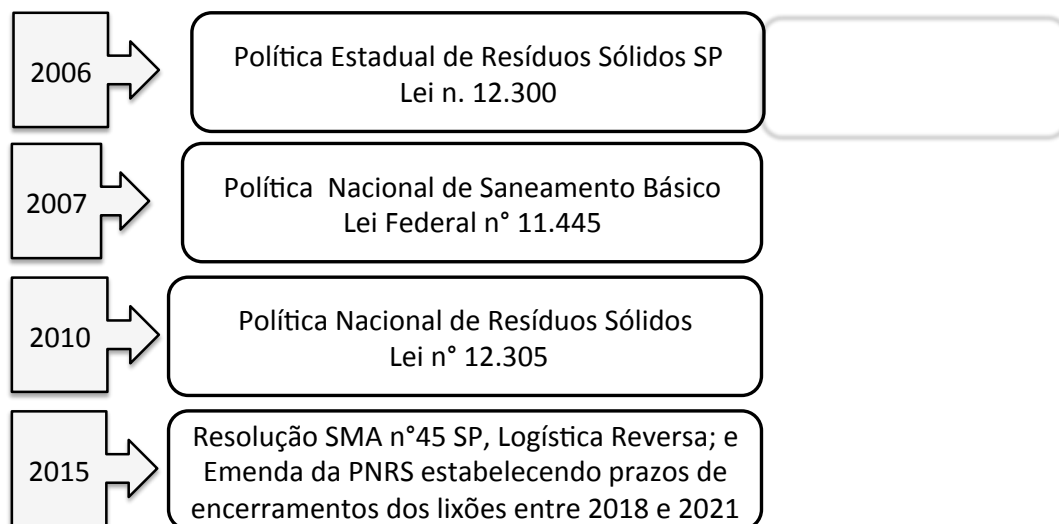 2006
Política Estadual de Resíduos Sólidos SP
Lei n. 12.300
2007
Política Nacional de Saneamento Básico
Lei Federal n° 11.445
2010
Política Nacional de Resíduos Sólidos
Lei n° 12.305
2015
Resolução SMA n°45 SP, Logística Reversa; e
Emenda da PNRS estabelecendo prazos de
encerramentos dos lixões entre 2018 e 2021